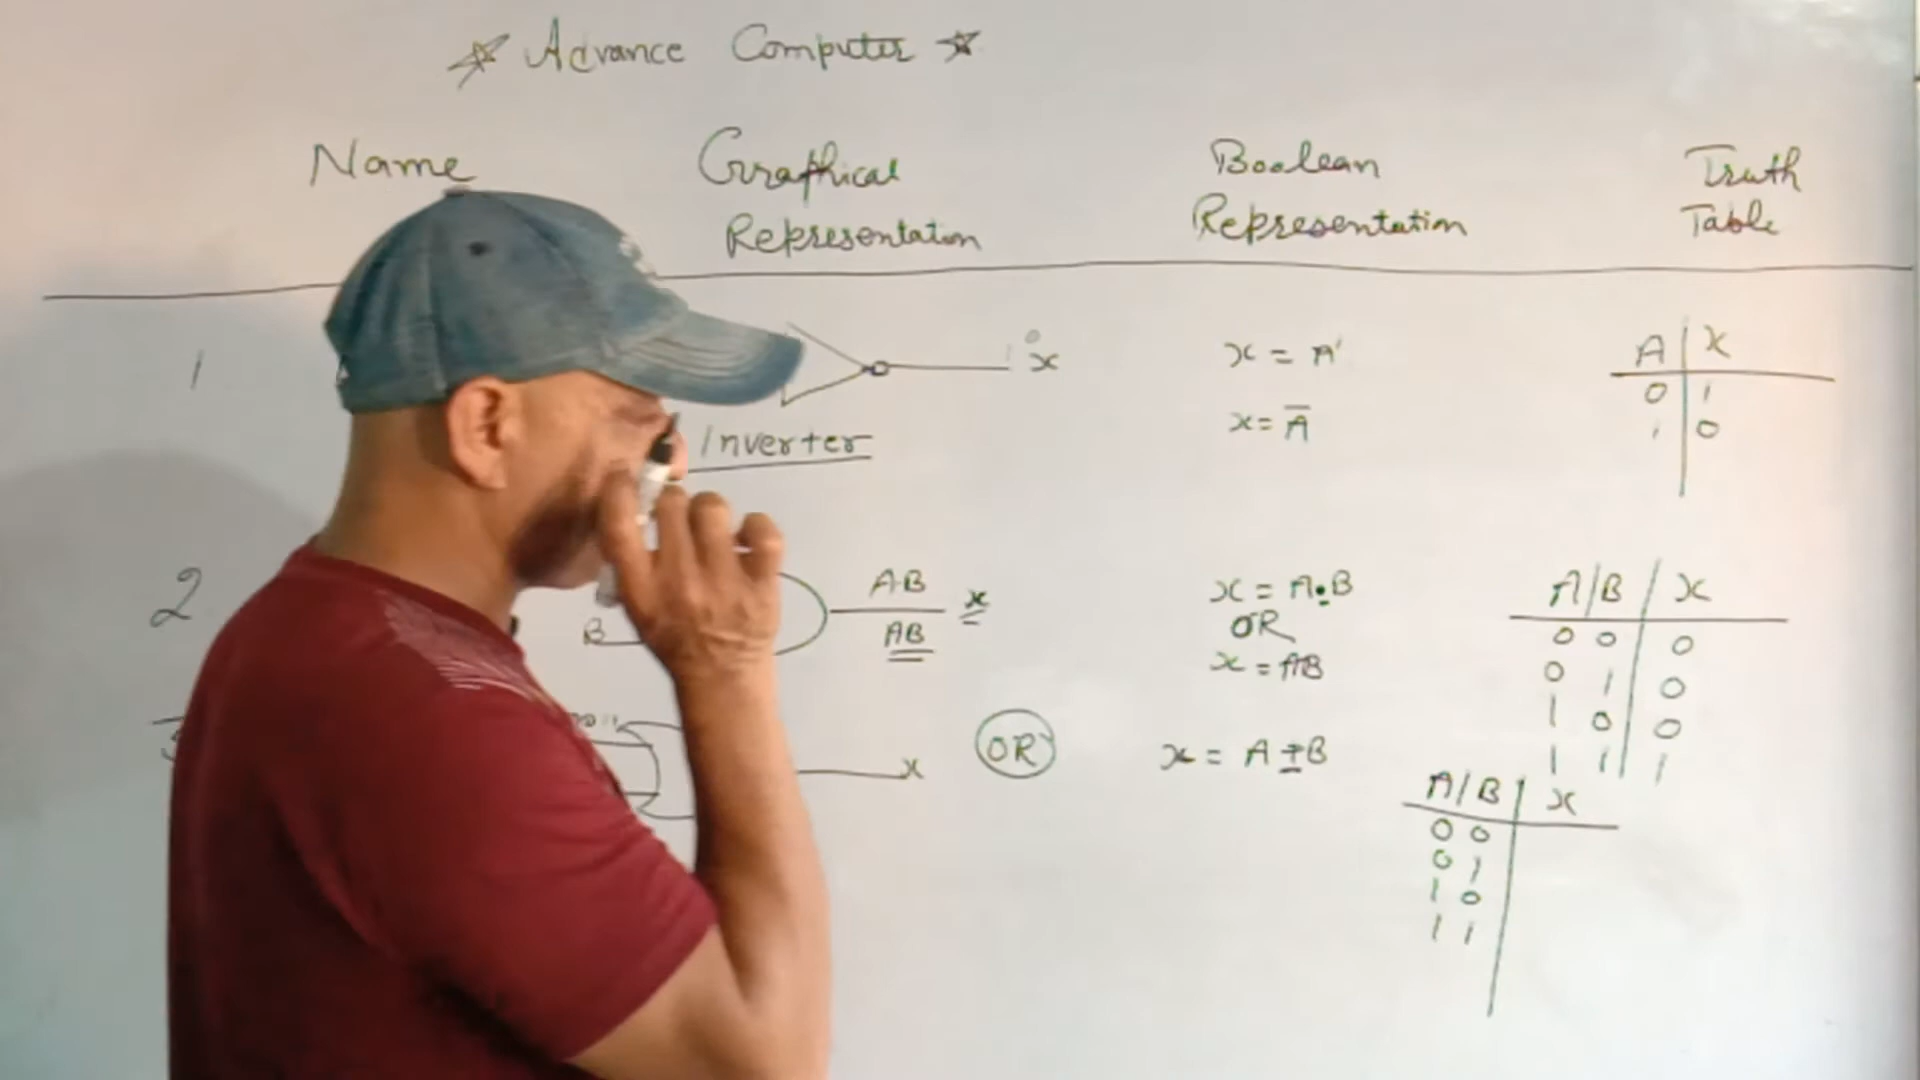 Advance Computer
Name
Graphical
Representation
Boolean
Representation
Truth
Table
1
x
x = A'
x = A̅
Inverter
A | x
0 | 1
1 | 0
2
B
AB
AB
x
x = A.B
OR
x = AB
A/B/x
0 0 0
0 1 0
1 0 0
1 1 1
x
OR
x = A + B
A/B | x
0 0
0 1
1 0
1 1